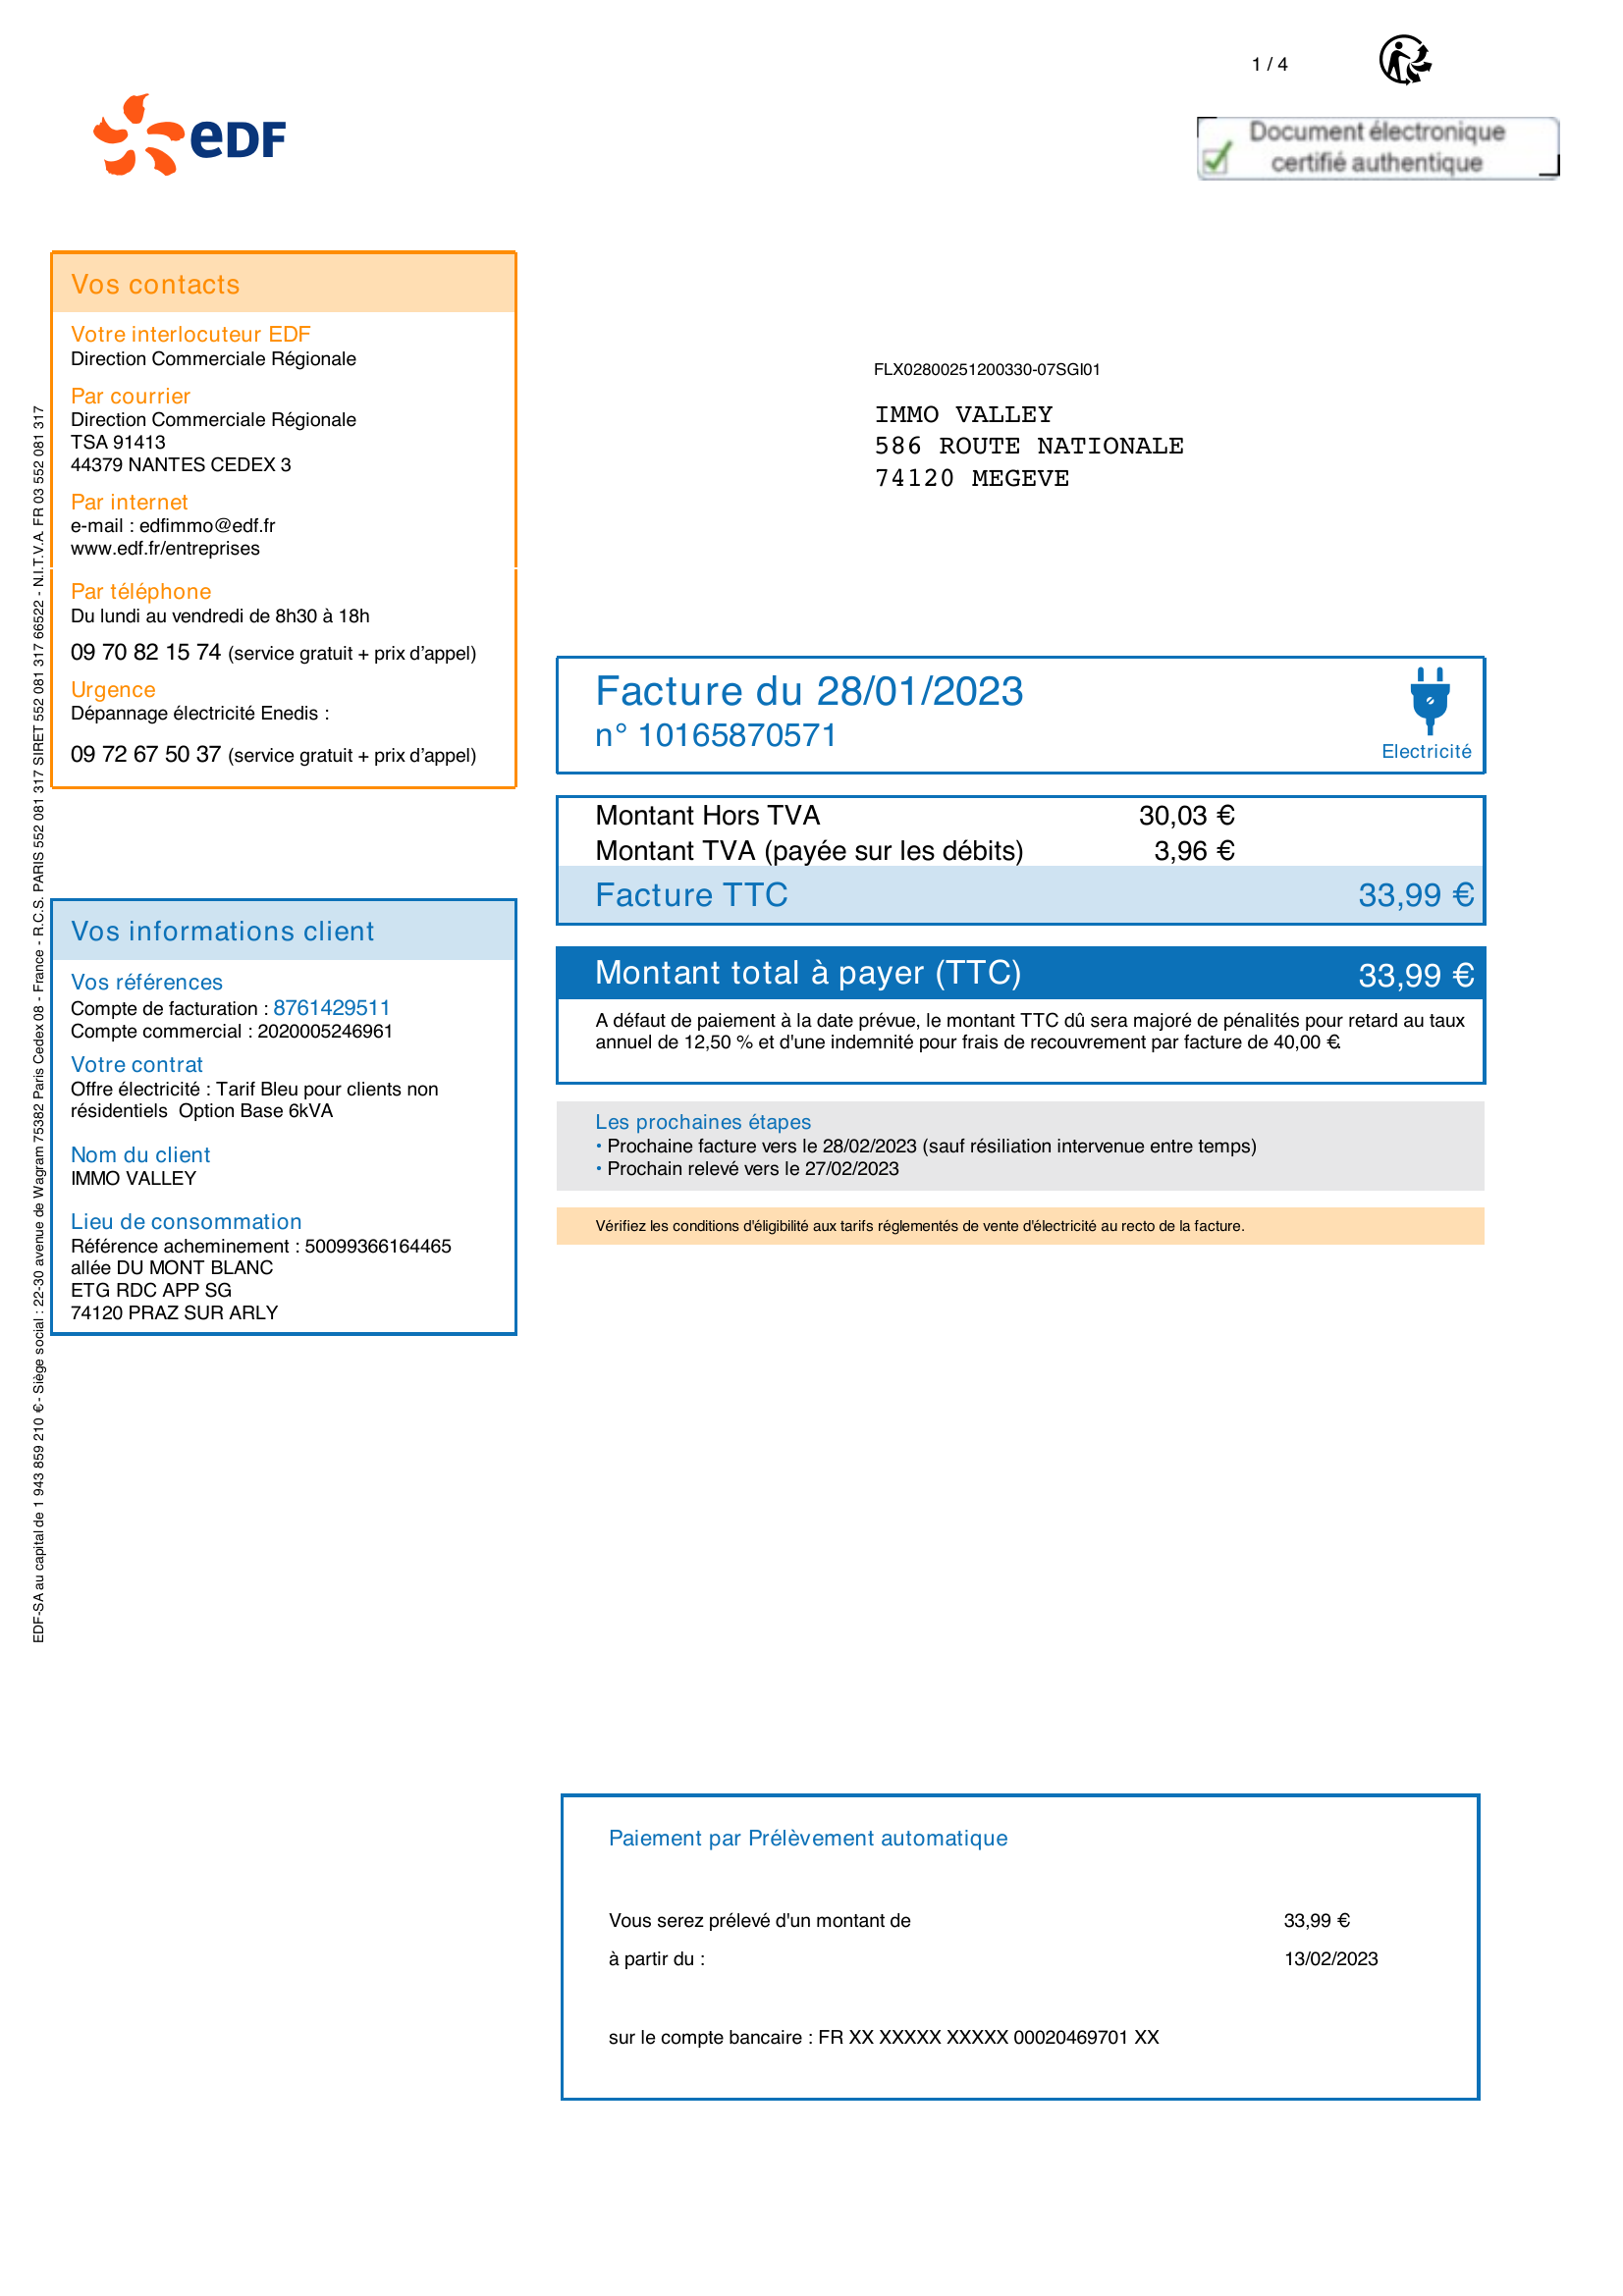 1 / 4
eDF
Document électronique
certifié authentique
Vos contacts
Votre interlocuteur EDF
Direction Commerciale Régionale
Par courrier
Direction Commerciale Régionale
TSA 91413
44379 NANTES CEDEX 3
Par internet
e-mail : edfimmo@edf.fr
www.edf.fr/entreprises
Par téléphone
Du lundi au vendredi de 8h30 à 18h
09 70 82 15 74 (service gratuit + prix d'appel)
Urgence
Dépannage électricité Enedis :
09 72 67 50 37 (service gratuit + prix d'appel)
FLX02800251200330-07SGI01
IMMO VALLEY
586 ROUTE NATIONALE
74120 MEGEVE
Facture du 28/01/2023
n° 10165870571
Electricité
Montant Hors TVA 30,03 €
Montant TVA (payée sur les débits) 3,96 €
Facture TTC 33,99 €
Montant total à payer (TTC) 33,99 €
A défaut de paiement à la date prévue, le montant TTC dû sera majoré de pénalités pour retard au taux
annuel de 12,50 % et d'une indemnité pour frais de recouvrement par facture de 40,00 €.
Les prochaines étapes
• Prochaine facture vers le 28/02/2023 (sauf résiliation intervenue entre temps)
• Prochain relevé vers le 27/02/2023
Vérifiez les conditions d'éligibilité aux tarifs réglementés de vente d'électricité au recto de la facture.
Vos informations client
Vos références
Compte de facturation : 8761429511
Compte commercial : 2020005246961
Votre contrat
Offre électricité : Tarif Bleu pour clients non
résidentiels Option Base 6kVA
Nom du client
IMMO VALLEY
Lieu de consommation
Référence acheminement : 50099366164465
allée DU MONT BLANC
ETG RDC APP SG
74120 PRAZ SUR ARLY
EDF-SA au capital de 1 943 859 210 € - Siège social : 22-30 avenue de Wagram 75382 Paris Cedex 08 - France - R.C.S. PARIS 552 081 317 SIRET 552 081 317 66522 - N.I.T.V.A. FR 03 552 081 317
Paiement par Prélèvement automatique
Vous serez prélevé d'un montant de 33,99 €
à partir du : 13/02/2023
sur le compte bancaire : FR XX XXXXX XXXXX 00020469701 XX